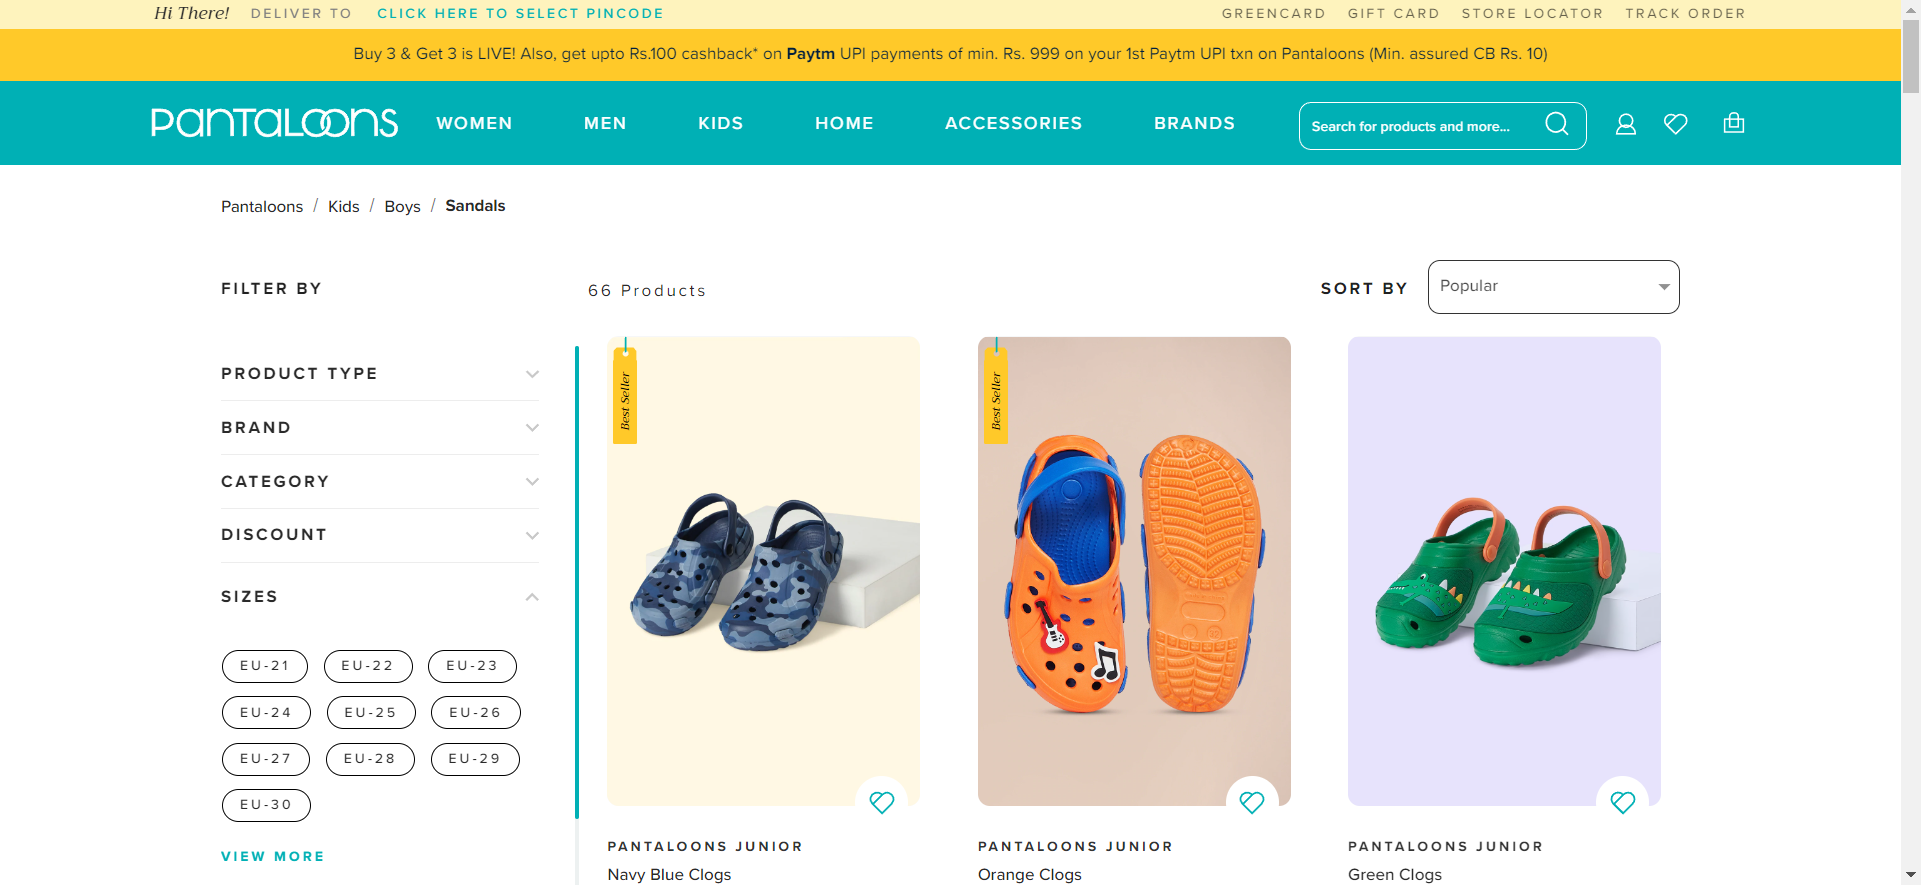 Hi There! DELIVER TO CLICK HERE TO SELECT PINCODE GREENCARD GIFT CARD STORE LOCATOR TRACK ORDER
Buy 3 & Get 3 is LIVE! Also, get upto Rs.100 cashback* on Paytm UPI payments of min. Rs. 999 on your 1st Paytm UPI txn on Pantaloons (Min. assured CB Rs. 10)
PANTALOONS WOMEN MEN KIDS HOME ACCESSORIES BRANDS Search for products and more...
Pantaloons / Kids / Boys / Sandals
FILTER BY 66 Products SORT BY Popular
PRODUCT TYPE
BRAND
CATEGORY
DISCOUNT
SIZES
EU-21 EU-22 EU-23
EU-24 EU-25 EU-26
EU-27 EU-28 EU-29
EU-30
VIEW MORE
Best Seller
Best Seller
PANTALOONS JUNIOR PANTALOONS JUNIOR PANTALOONS JUNIOR
Navy Blue Clogs Orange Clogs Green Clogs